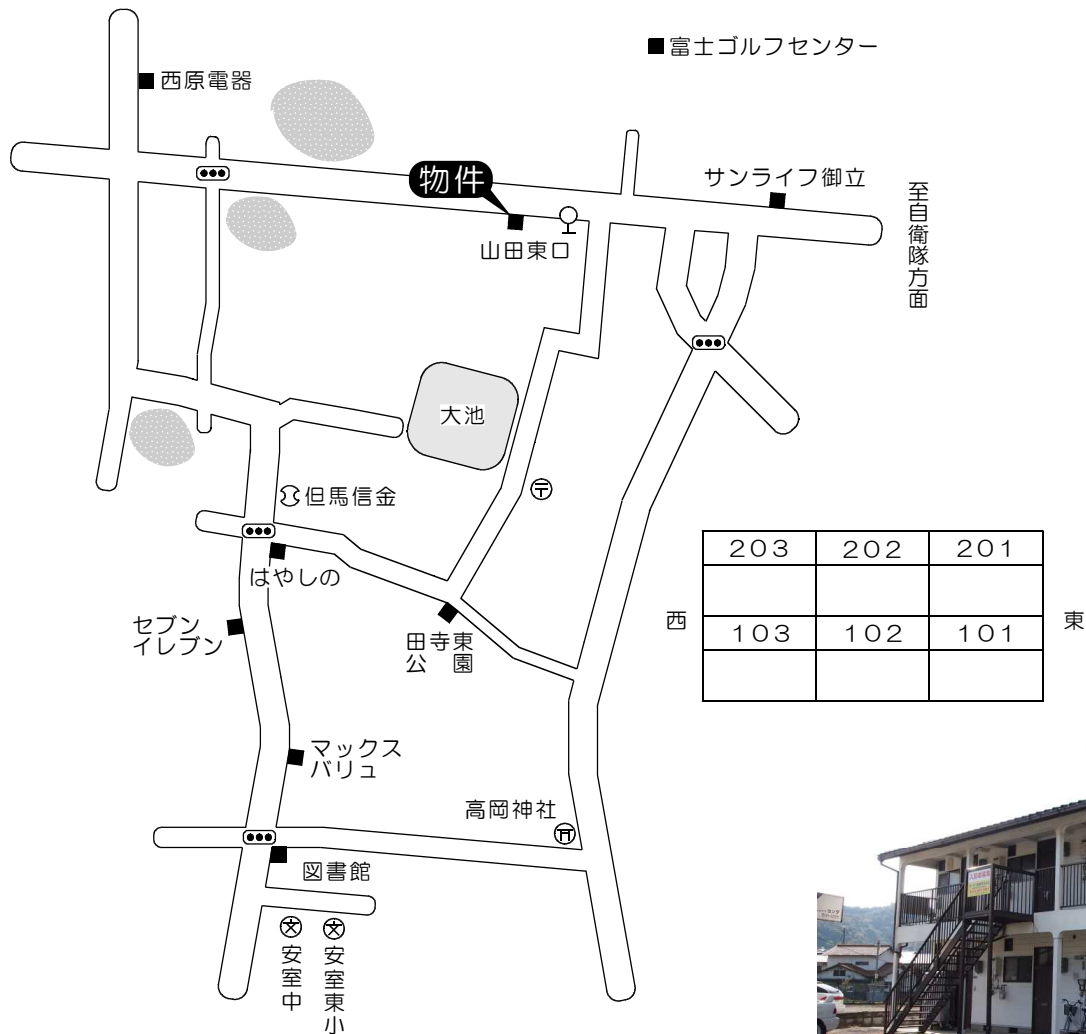 富士ゴルフセンター
西原電器
物件
サンライフ御立
山田東口
至自衛隊方面
大池
但馬信金
はやしの
セブン
イレブン
田寺東
公園
203 202 201
西
東
103 102 101
マックス
バリュ
高岡神社
図書館
安室中
安室東小